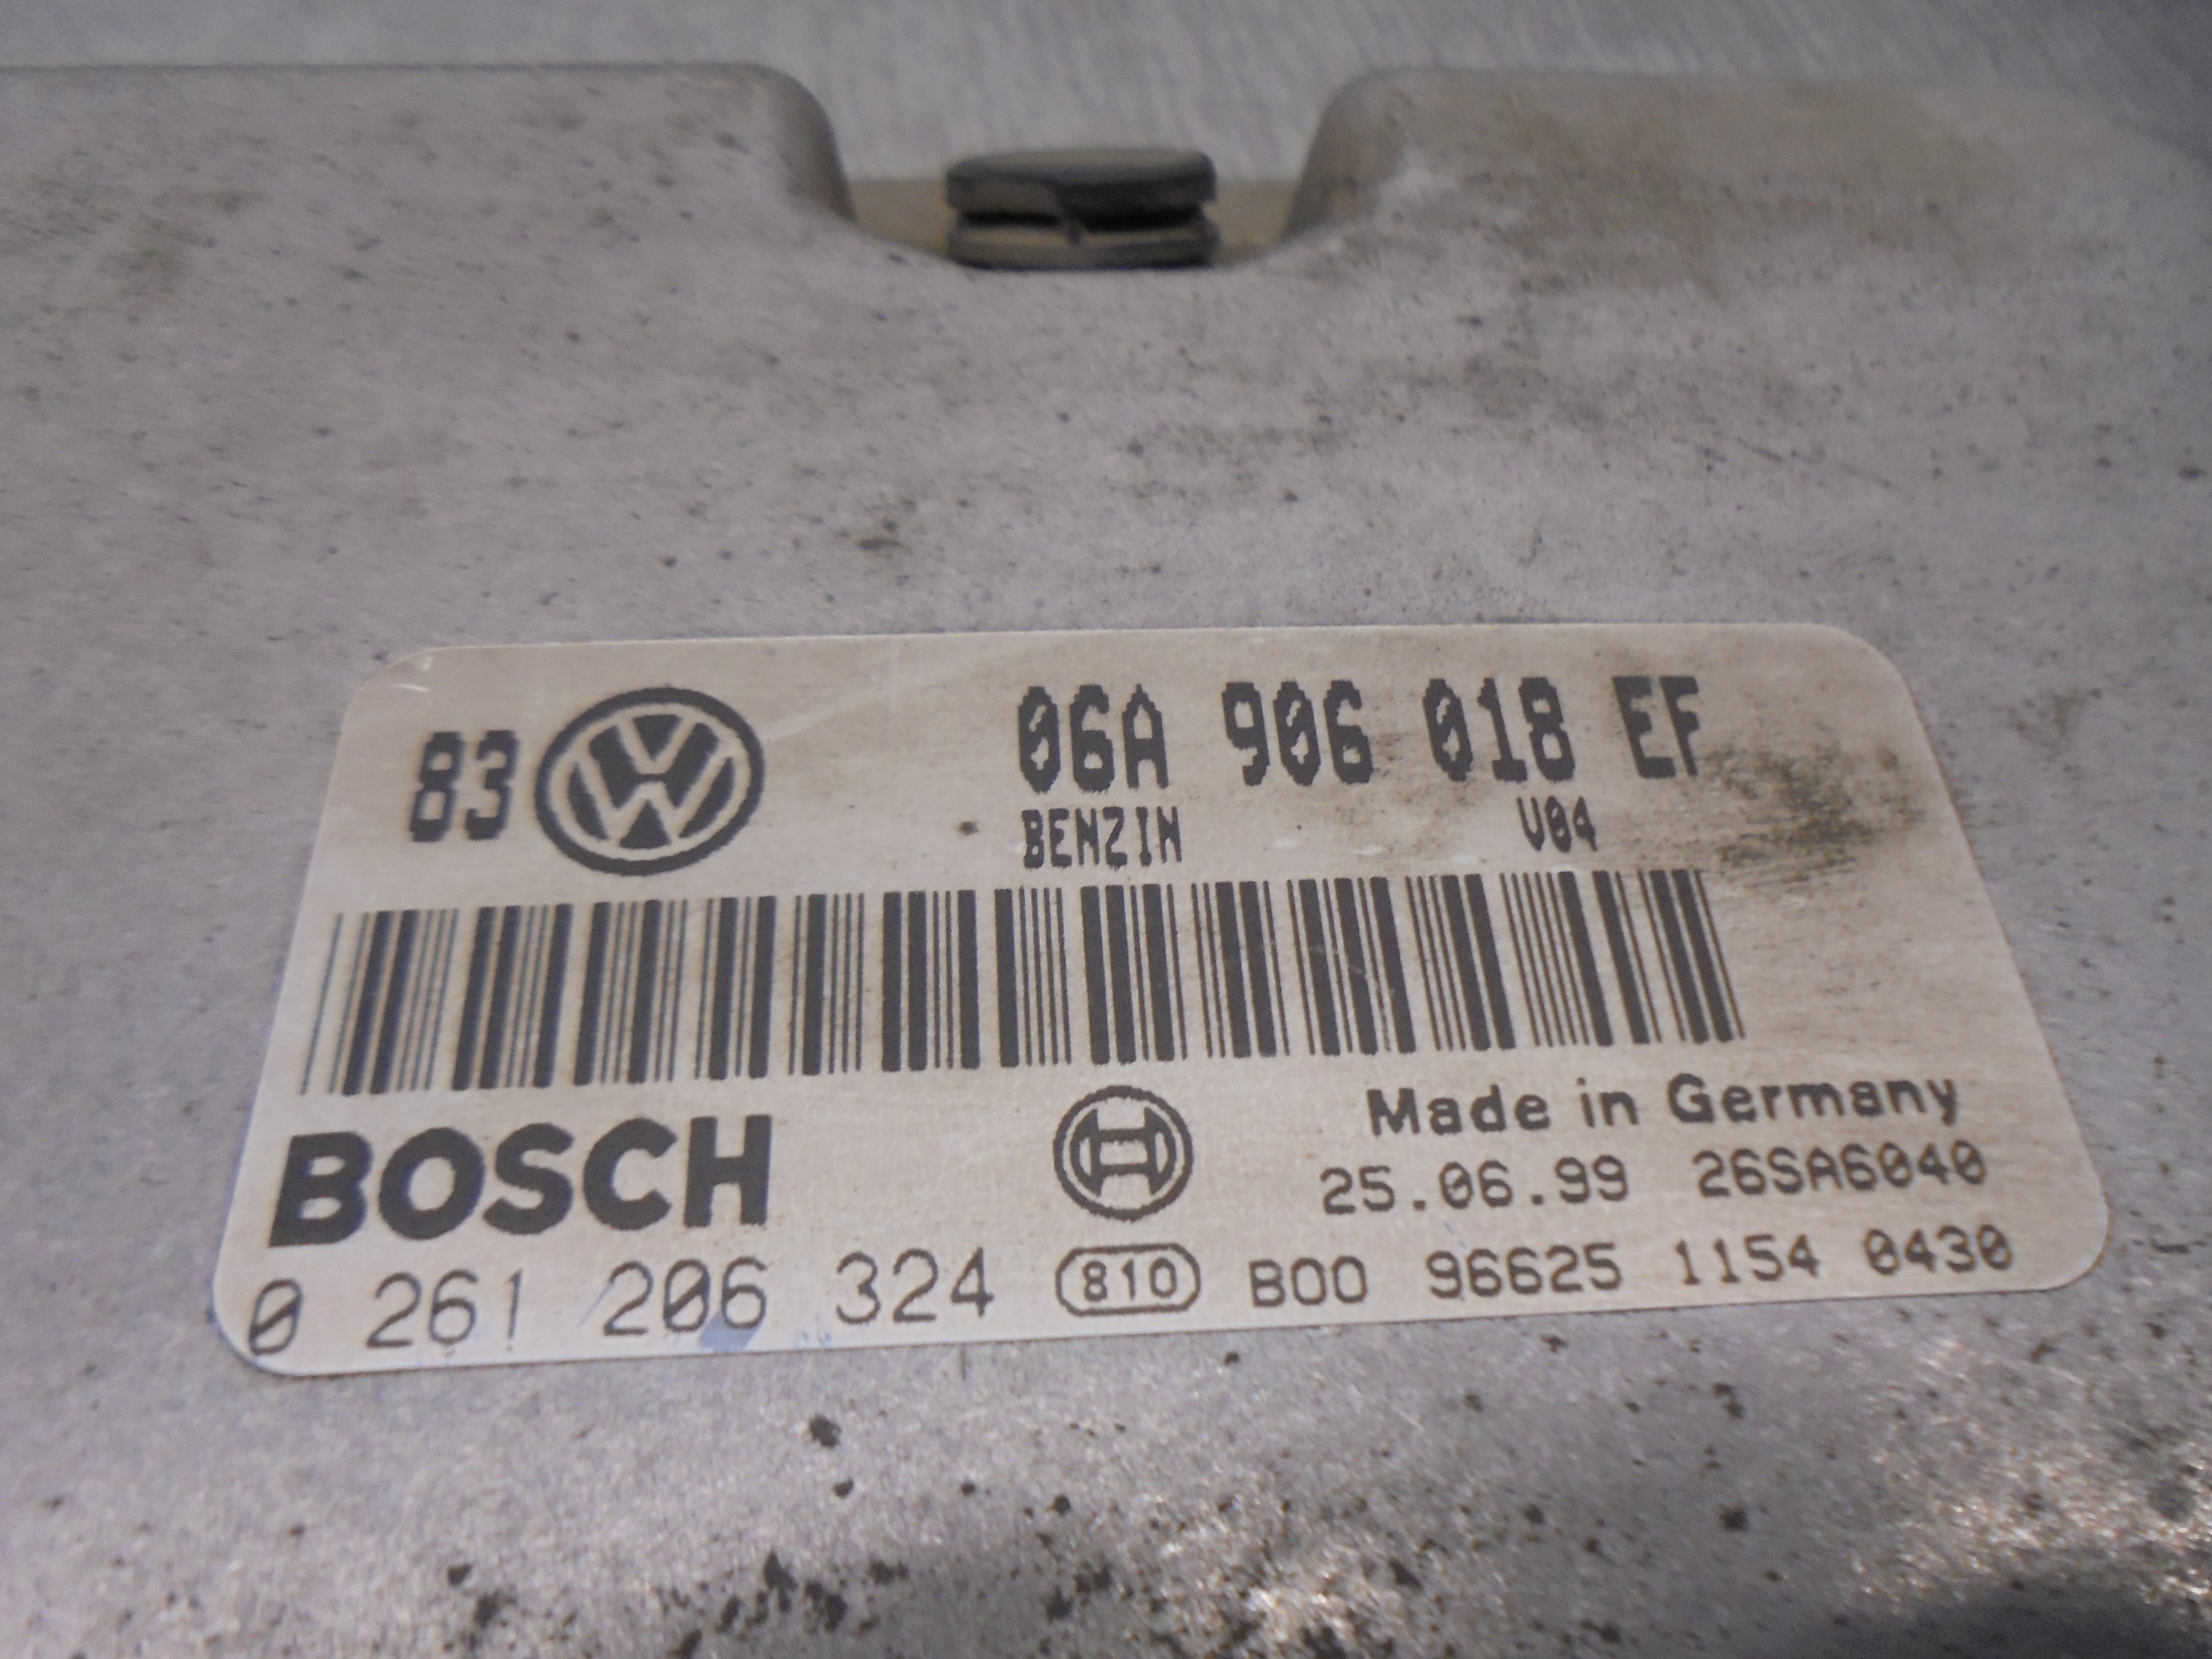 83 VW 06A 906 018 EF
BENZIN V04
BOSCH
Made in Germany
25.06.99 26SA6040
0 261 206 324 810 B00 96625 1154 0430